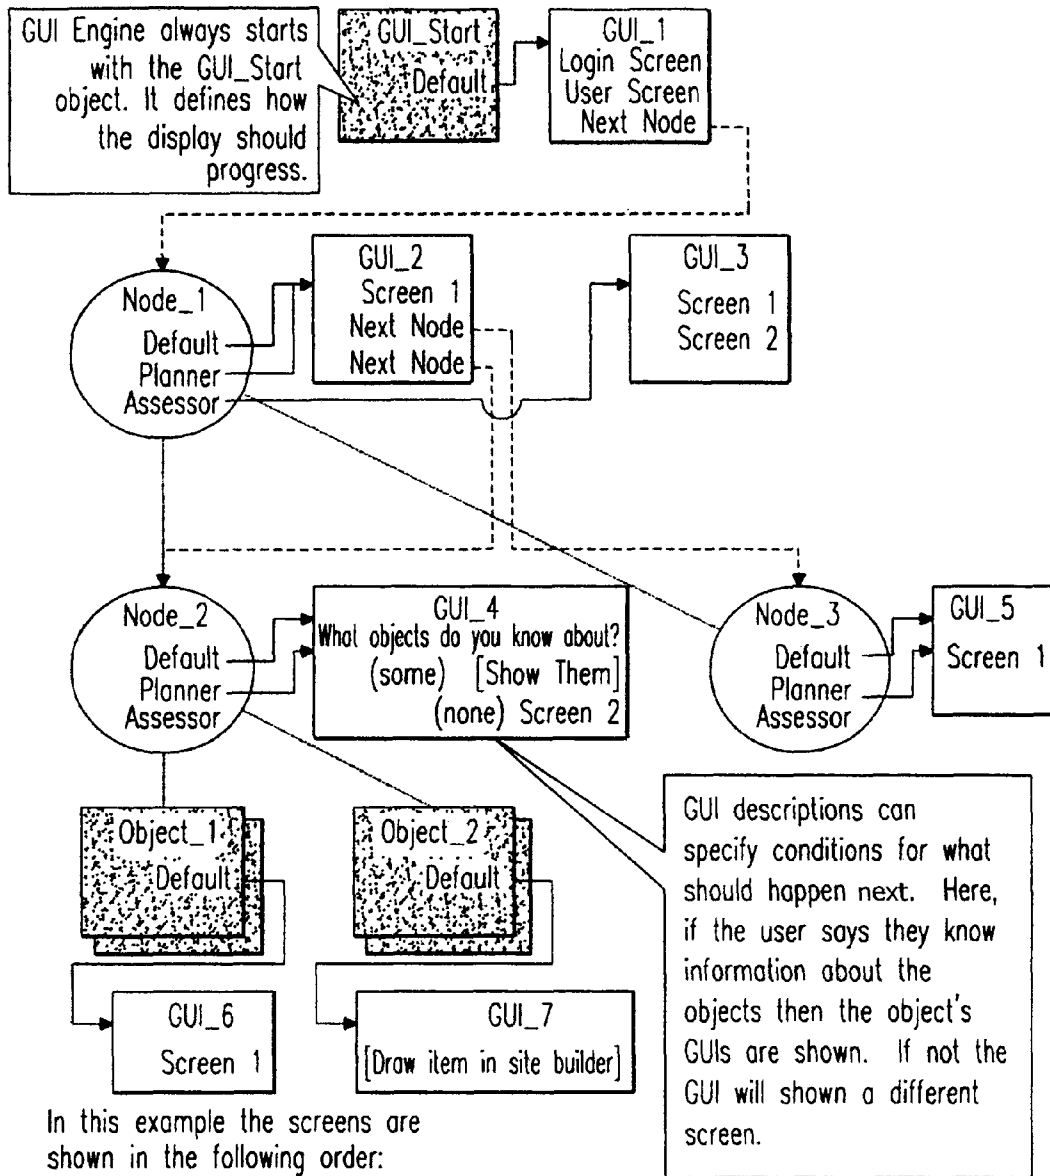 GUI Engine always starts
with the GUI_Start
object. It defines how
the display should
progress.
GUI_Start
Default
GUI_1
Login Screen
User Screen
Next Node
Node_1
Default
Planner
Assessor
GUI_2
Screen 1
Next Node
Next Node
GUI_3
Screen 1
Screen 2
Node_2
Default
Planner
Assessor
GUI_4
What objects do you know about?
(some) [Show Them]
(none) Screen 2
Node_3
Default
Planner
Assessor
GUI_5
Screen 1
Object_1
Default
Object_2
Default
GUI descriptions can
specify conditions for what
should happen next. Here,
if the user says they know
information about the
objects then the object's
GUIs are shown. If not the
GUI will shown a different
screen.
GUI_6
Screen 1
GUI_7
[Draw item in site builder]
In this example the screens are
shown in the following order: